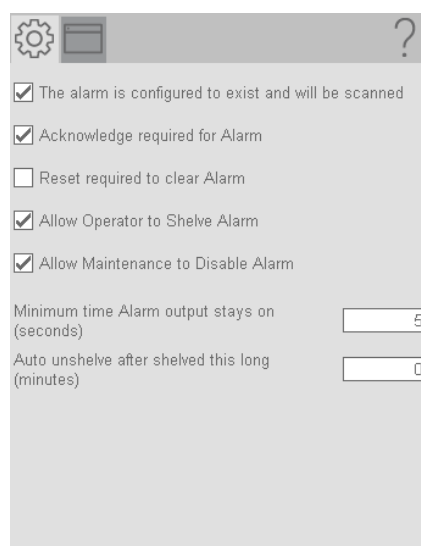 ?
The alarm is configured to exist and will be scanned
Acknowledge required for Alarm
Reset required to clear Alarm
Allow Operator to Shelve Alarm
Allow Maintenance to Disable Alarm
Minimum time Alarm output stays on
(seconds)
5
Auto unshelve after shelved this long
(minutes)
0